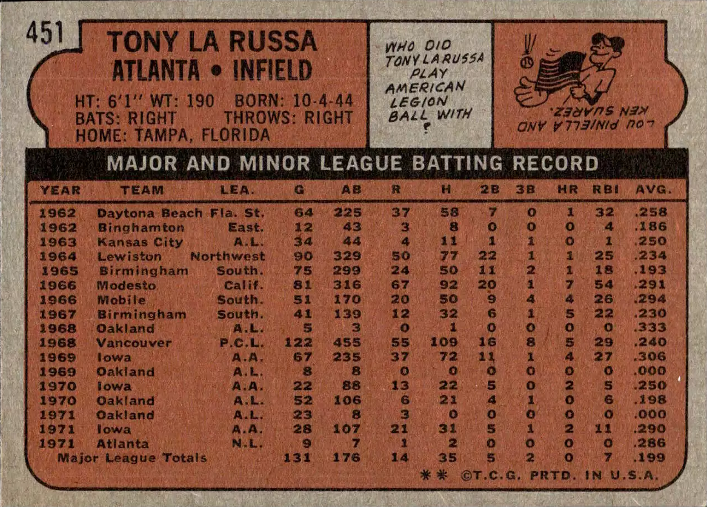 451
TONY LA RUSSA
ATLANTA • INFIELD
HT: 6'1" WT: 190 BORN: 10-4-44
BATS: RIGHT THROWS: RIGHT
HOME: TAMPA, FLORIDA
WHO DID
TONY LA RUSSA
PLAY
AMERICAN
LEGION
BALL WITH
?
LOU PINIELLA AND
KEN SUAREZ
MAJOR AND MINOR LEAGUE BATTING RECORD
YEAR TEAM LEA. G AB R H 2B 3B HR RBI AVG.
1962 Daytona Beach Fla. St. 64 225 37 58 7 0 1 32 .258
1962 Binghamton East. 12 43 3 8 0 0 0 4 .186
1963 Kansas City A.L. 34 44 4 11 1 1 0 1 .250
1964 Lewiston Northwest 90 329 50 77 22 1 1 25 .234
1965 Birmingham South. 75 299 24 50 11 2 1 18 .193
1966 Modesto Calif. 81 316 67 92 20 1 7 54 .291
1966 Mobile South. 51 170 20 50 9 4 4 26 .294
1967 Birmingham South. 41 139 12 32 6 1 5 22 .230
1968 Oakland A.L. 5 3 0 1 0 0 0 0 .333
1968 Vancouver P.C.L. 122 455 55 109 16 8 5 29 .240
1969 Iowa A.A. 67 235 37 72 11 1 4 27 .306
1969 Oakland A.L. 8 8 0 0 0 0 0 0 .000
1970 Iowa A.A. 22 88 13 22 5 0 2 5 .250
1970 Oakland A.L. 52 106 6 21 4 1 0 6 .198
1971 Oakland A.L. 23 8 3 0 0 0 0 0 .000
1971 Iowa A.A. 28 107 21 31 5 1 2 11 .290
1971 Atlanta N.L. 9 7 1 2 0 0 0 0 .286
Major League Totals 131 176 14 35 5 2 0 7 .199
** ©T.C.G. PRTD. IN U.S.A.